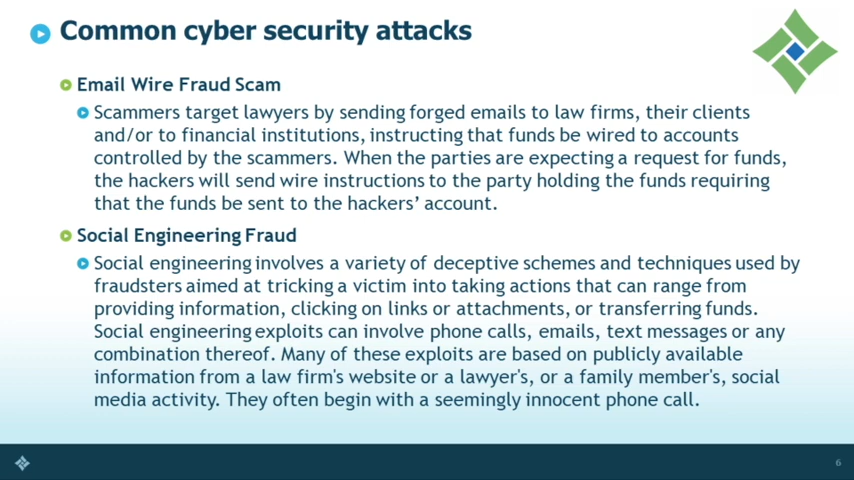 Common cyber security attacks
Email Wire Fraud Scam
Scammers target lawyers by sending forged emails to law firms, their clients
and/or to financial institutions, instructing that funds be wired to accounts
controlled by the scammers. When the parties are expecting a request for funds,
the hackers will send wire instructions to the party holding the funds requiring
that the funds be sent to the hackers’ account.
Social Engineering Fraud
Social engineering involves a variety of deceptive schemes and techniques used by
fraudsters aimed at tricking a victim into taking actions that can range from
providing information, clicking on links or attachments, or transferring funds.
Social engineering exploits can involve phone calls, emails, text messages or any
combination thereof. Many of these exploits are based on publicly available
information from a law firm's website or a lawyer's, or a family member's, social
media activity. They often begin with a seemingly innocent phone call.
6